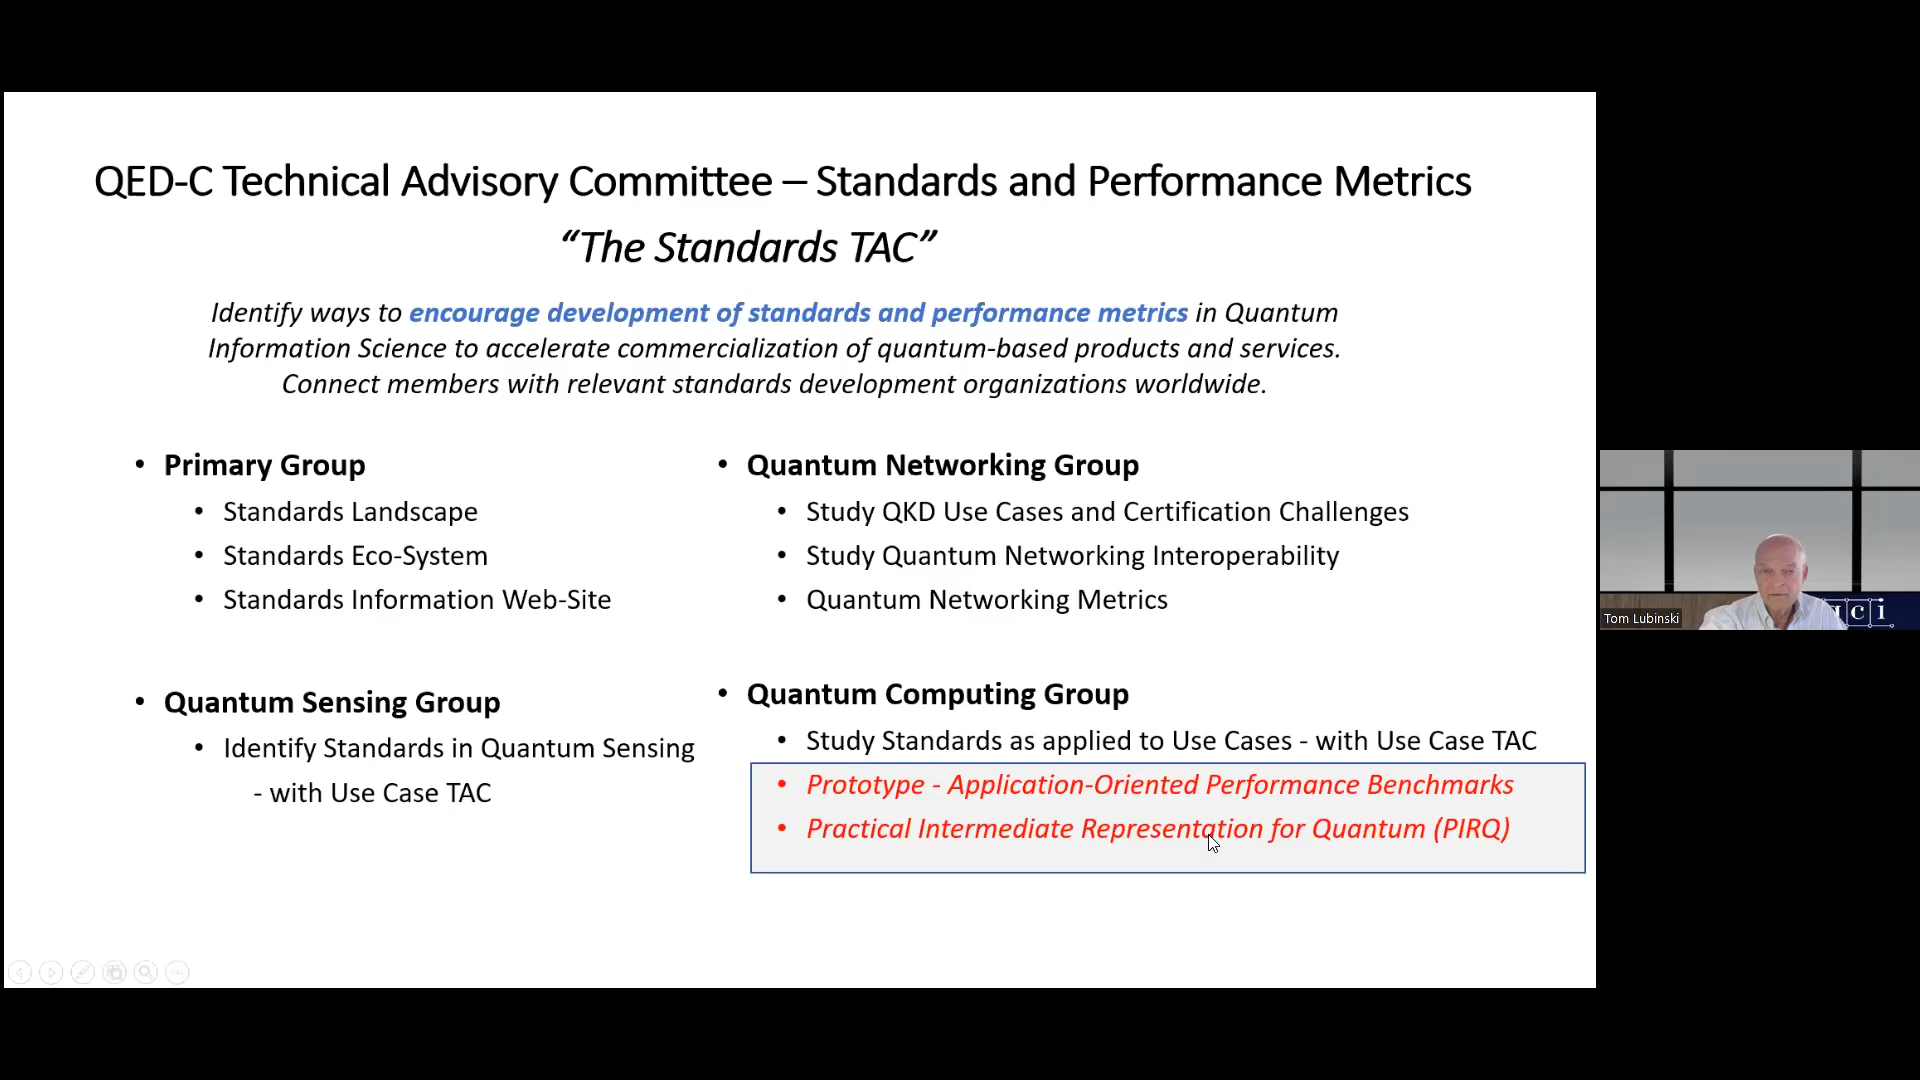 QED-C Technical Advisory Committee – Standards and Performance Metrics
“The Standards TAC”
Identify ways to encourage development of standards and performance metrics in Quantum
Information Science to accelerate commercialization of quantum-based products and services.
Connect members with relevant standards development organizations worldwide.
• Primary Group
• Standards Landscape
• Standards Eco-System
• Standards Information Web-Site
• Quantum Sensing Group
• Identify Standards in Quantum Sensing
- with Use Case TAC
• Quantum Networking Group
• Study QKD Use Cases and Certification Challenges
• Study Quantum Networking Interoperability
• Quantum Networking Metrics
• Quantum Computing Group
• Study Standards as applied to Use Cases - with Use Case TAC
• Prototype - Application-Oriented Performance Benchmarks
• Practical Intermediate Representation for Quantum (PIRQ)
Tom Lubinski
ci